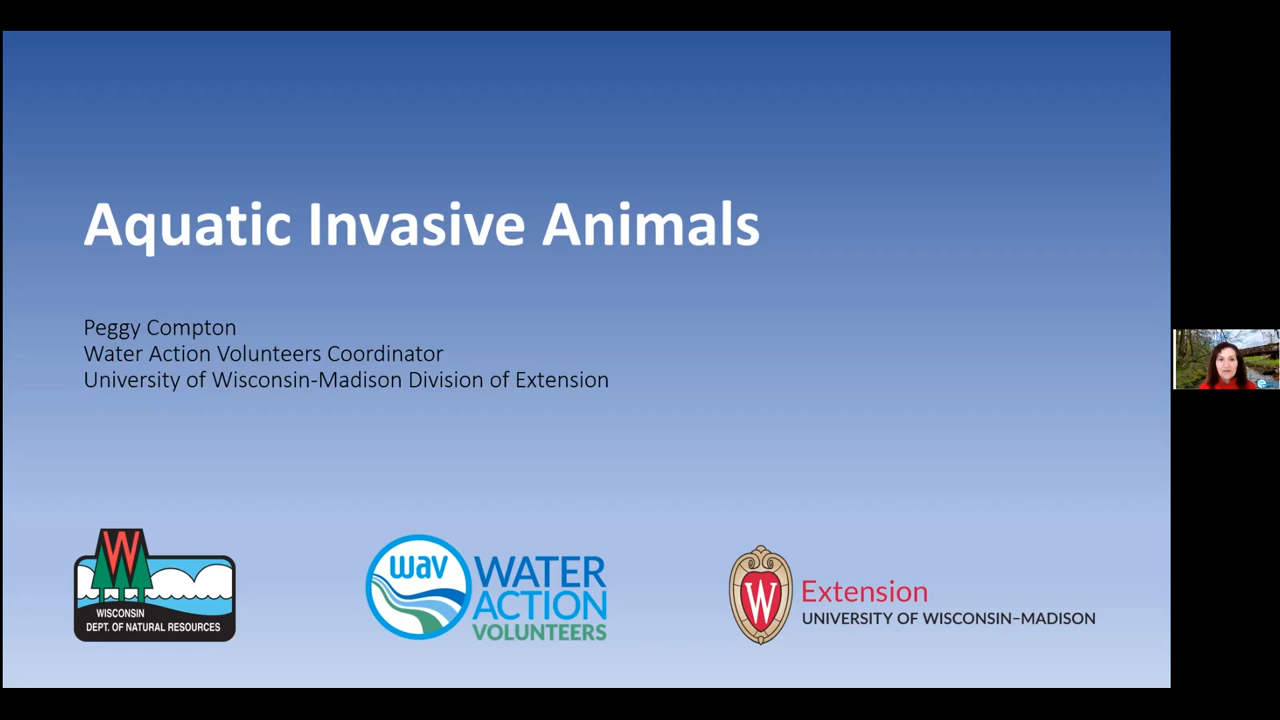 Aquatic Invasive Animals
Peggy Compton
Water Action Volunteers Coordinator
University of Wisconsin-Madison Division of Extension
W
WISCONSIN
DEPT. OF NATURAL RESOURCES
wav
WATER
ACTION
VOLUNTEERS
W
Extension
UNIVERSITY OF WISCONSIN–MADISON